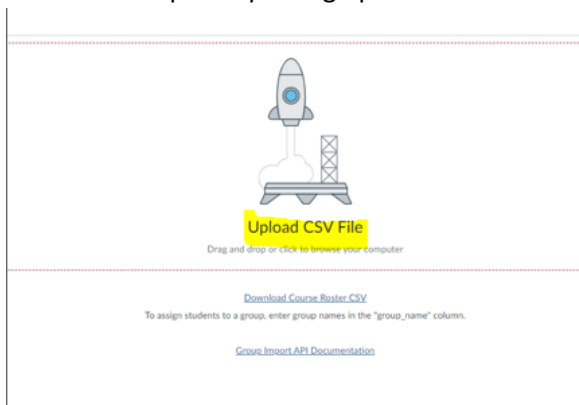 Upload CSV File
Drag and drop or click to browse your computer
Download Course Roster CSV
To assign students to a group, enter group names in the "group_name" column.
Group Import API Documentation